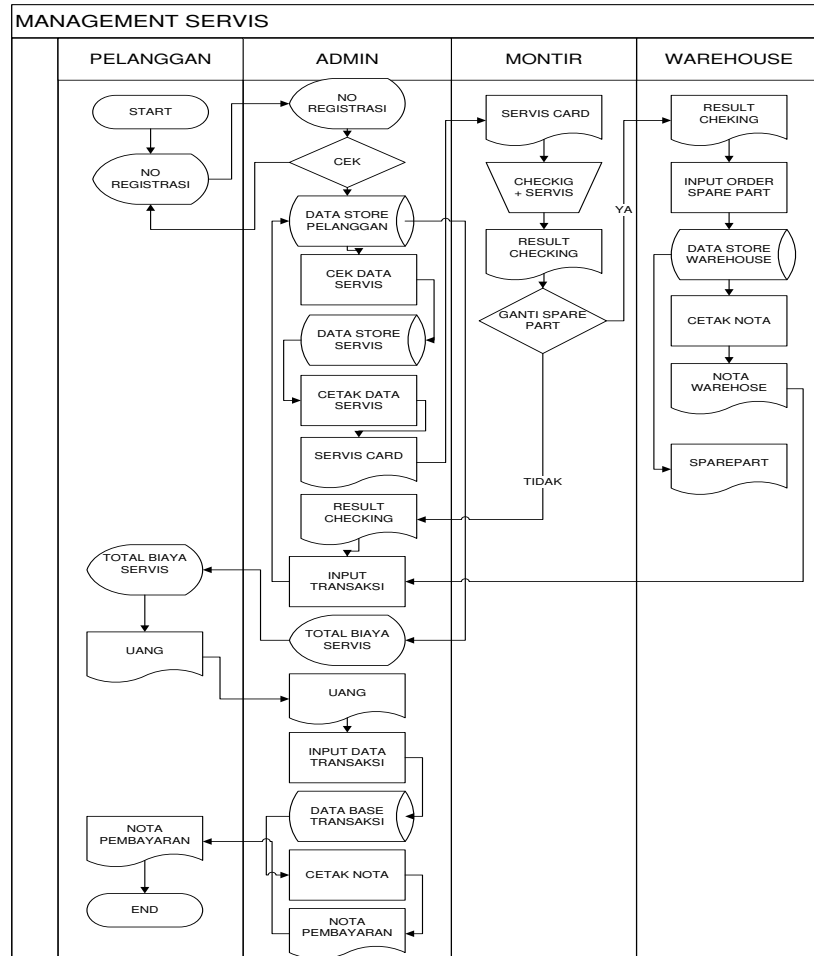 MANAGEMENT SERVIS
PELANGGAN
ADMIN
MONTIR
WAREHOUSE
START
NO
REGISTRASI
NO
REGISTRASI
CEK
DATA STORE
PELANGGAN
CEK DATA
SERVIS
DATA STORE
SERVIS
CETAK DATA
SERVIS
SERVIS CARD
RESULT
CHECKING
INPUT
TRANSAKSI
TOTAL BIAYA
SERVIS
SERVIS CARD
CHECKIG
+ SERVIS
RESULT
CHECKING
GANTI SPARE
PART
YA
TIDAK
RESULT
CHEKING
INPUT ORDER
SPARE PART
DATA STORE
WAREHOUSE
CETAK NOTA
NOTA
WAREHOSE
SPAREPART
TOTAL BIAYA
SERVIS
UANG
UANG
INPUT DATA
TRANSAKSI
DATA BASE
TRANSAKSI
CETAK NOTA
NOTA
PEMBAYARAN
NOTA
PEMBAYARAN
END